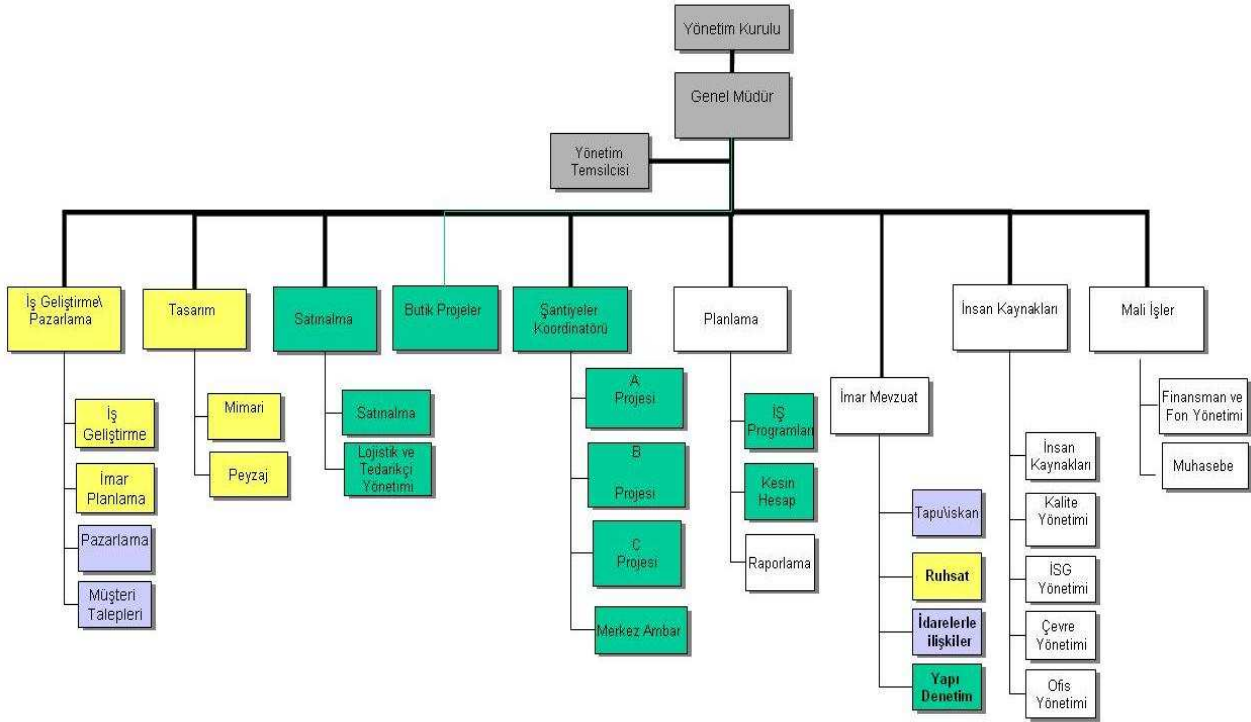 Yönetim Kurulu
Genel Müdür
Yönetim
Temsilcisi
İş Geliştirme\
Pazarlama
Tasarım
Satınalma
Butik Projeler
Şantiyeler
Koordinatörü
Planlama
İmar Mevzuat
İnsan Kaynakları
Mali İşler
İş
Geliştirme
İmar
Planlama
Pazarlama
Müşteri
Talepleri
Mimari
Peyzaj
Satınalma
Lojistik ve
Tedarikçi
Yönetimi
A
Projesi
B
Projesi
C
Projesi
Merkez Ambar
İŞ
Programları
Kesin
Hesap
Raporlama
Tapu\iskan
Ruhsat
İdarelerle
ilişkiler
Yapı
Denetim
İnsan
Kaynakları
Kalite
Yönetimi
İSG
Yönetimi
Çevre
Yönetimi
Ofis
Yönetimi
Finansman ve
Fon Yönetimi
Muhasebe